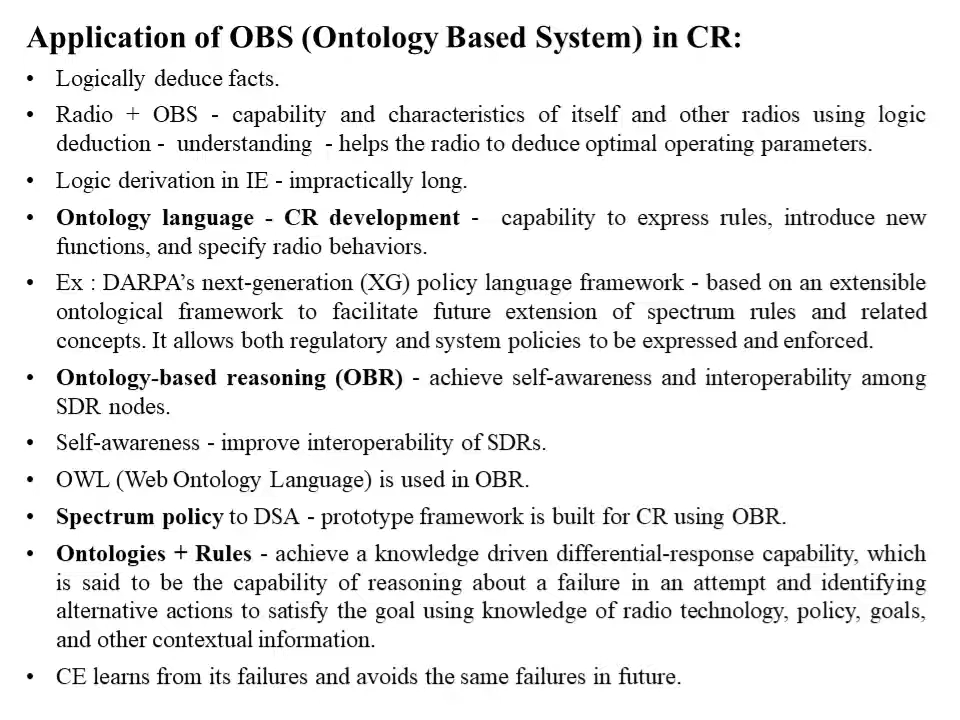 Application of OBS (Ontology Based System) in CR:
• Logically deduce facts.
• Radio + OBS - capability and characteristics of itself and other radios using logic
deduction - understanding - helps the radio to deduce optimal operating parameters.
• Logic derivation in IE - impractically long.
• Ontology language - CR development - capability to express rules, introduce new
functions, and specify radio behaviors.
• Ex : DARPA’s next-generation (XG) policy language framework - based on an extensible
ontological framework to facilitate future extension of spectrum rules and related
concepts. It allows both regulatory and system policies to be expressed and enforced.
• Ontology-based reasoning (OBR) - achieve self-awareness and interoperability among
SDR nodes.
• Self-awareness - improve interoperability of SDRs.
• OWL (Web Ontology Language) is used in OBR.
• Spectrum policy to DSA - prototype framework is built for CR using OBR.
• Ontologies + Rules - achieve a knowledge driven differential-response capability, which
is said to be the capability of reasoning about a failure in an attempt and identifying
alternative actions to satisfy the goal using knowledge of radio technology, policy, goals,
and other contextual information.
• CE learns from its failures and avoids the same failures in future.